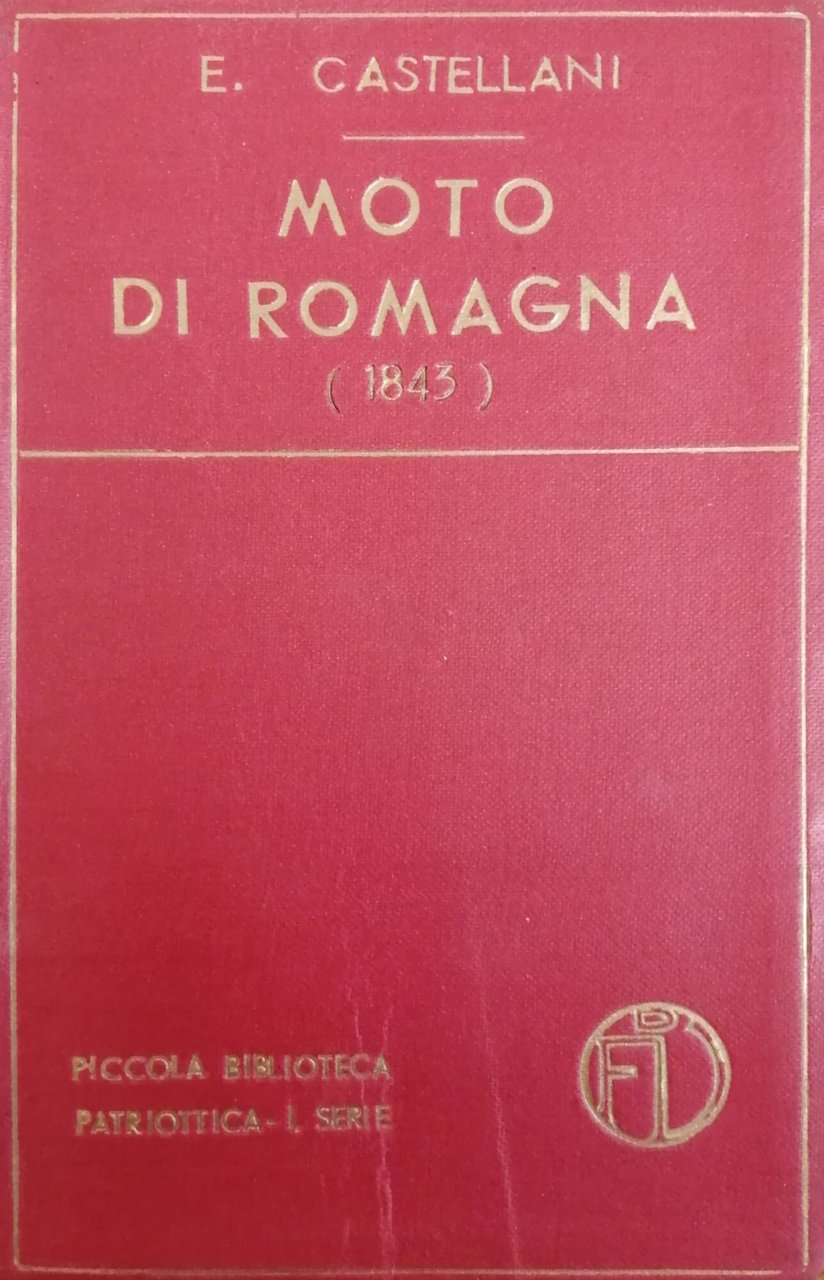 E. CASTELLANI
MOTO
DI ROMAGNA
( 1843 )
PICCOLA BIBLIOTECA
PATRIOTTICA - I. SERIE